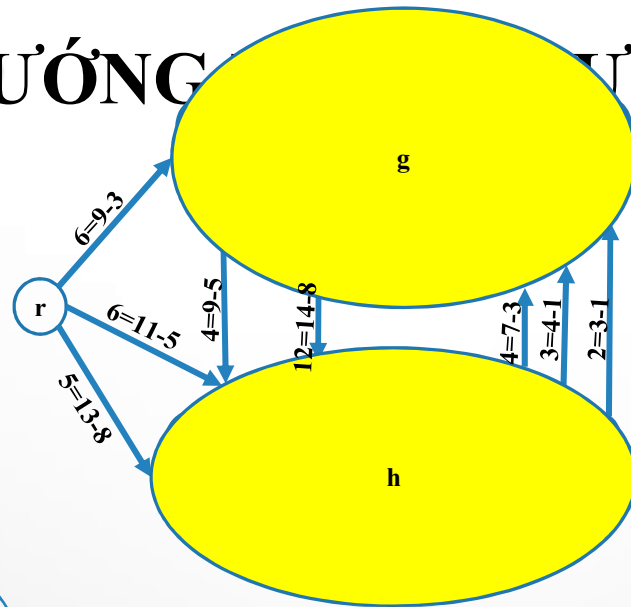 ƯỚNG Ư
g
6=9-3
r
6=11-5
5=13-8
4=9-5
12=14-8
4=7-3
3=4-1
2=3-1
h